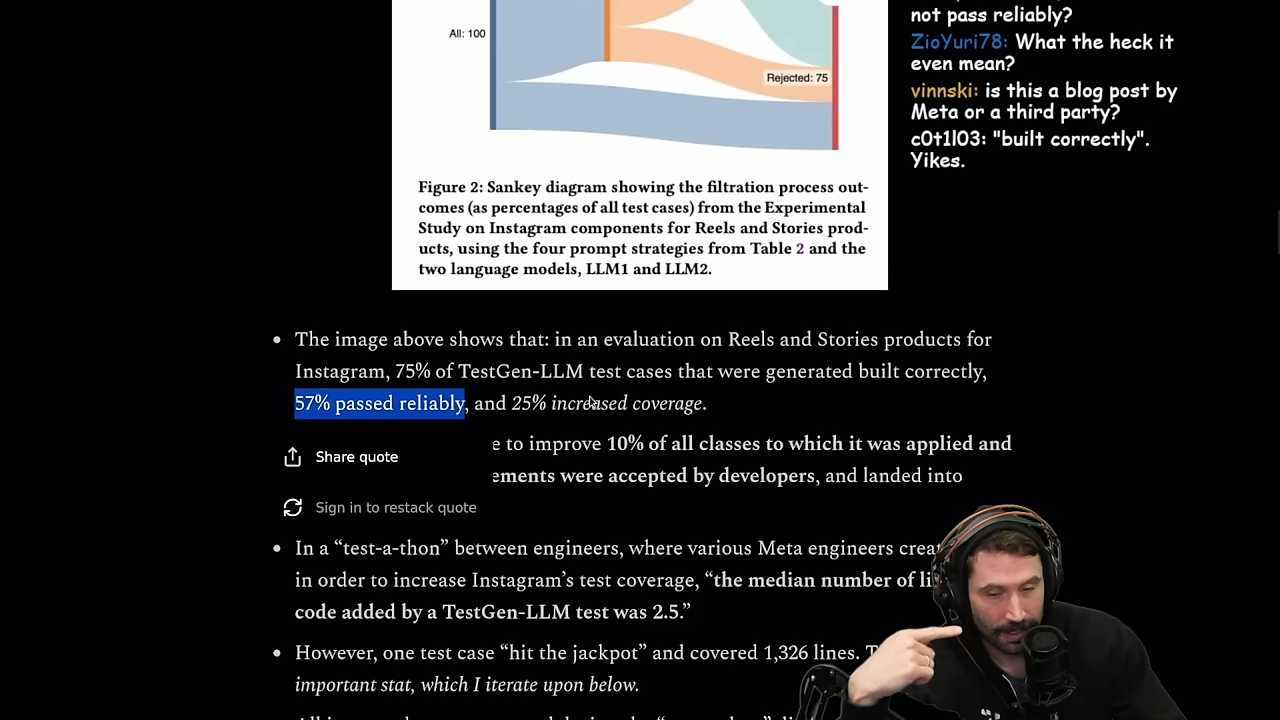 All: 100
Rejected: 75
Figure 2: Sankey diagram showing the filtration process out-
comes (as percentages of all test cases) from the Experimental
Study on Instagram components for Reels and Stories prod-
ucts, using the four prompt strategies from Table 2 and the
two language models, LLM1 and LLM2.
not pass reliably?
ZioYuri78: What the heck it
even mean?
vinnski: is this a blog post by
Meta or a third party?
c0t1l03: "built correctly".
Yikes.
The image above shows that: in an evaluation on Reels and Stories products for
Instagram, 75% of TestGen-LLM test cases that were generated built correctly,
57% passed reliably, and 25% increased coverage.
e to improve 10% of all classes to which it was applied and
ements were accepted by developers, and landed into
Share quote
Sign in to restack quote
In a “test-a-thon” between engineers, where various Meta engineers crea
in order to increase Instagram’s test coverage, “the median number of li
code added by a TestGen-LLM test was 2.5.”
However, one test case “hit the jackpot” and covered 1,326 lines. T
important stat, which I iterate upon below.